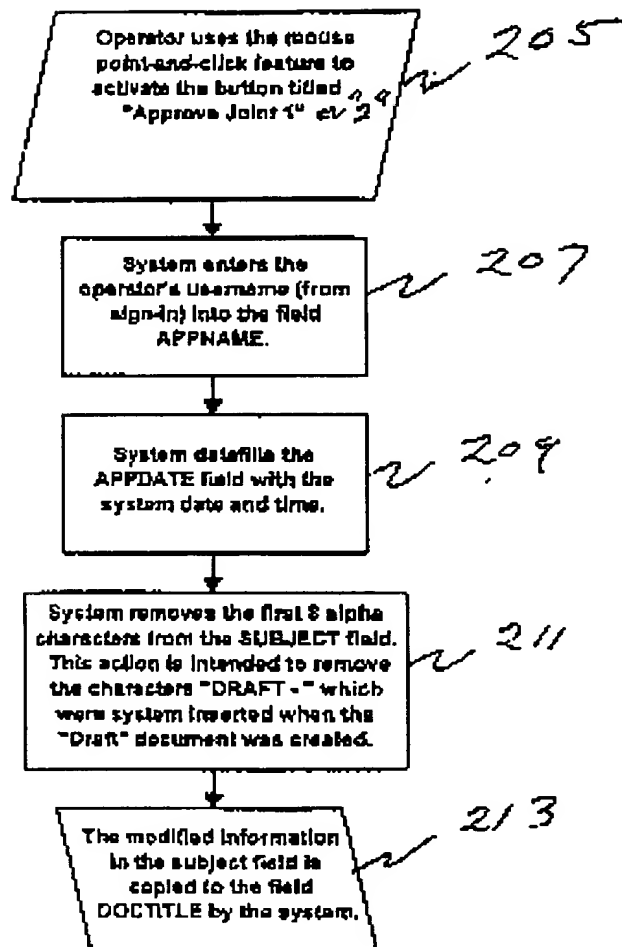 Operator uses the mouse
point-and-click feature to
activate the button titled
"Approve Joint 1" or "2"
205
System enters the
operator's username (from
sign-in) into the field
APPNAME.
207
System datafills the
APPDATE field with the
system date and time.
209
System removes the first 8 alpha
characters from the SUBJECT field.
This action is intended to remove
the characters "DRAFT - " which
were system inserted when the
"Draft" document was created.
211
The modified information
in the subject field is
copied to the field
DOCTITLE by the system.
213